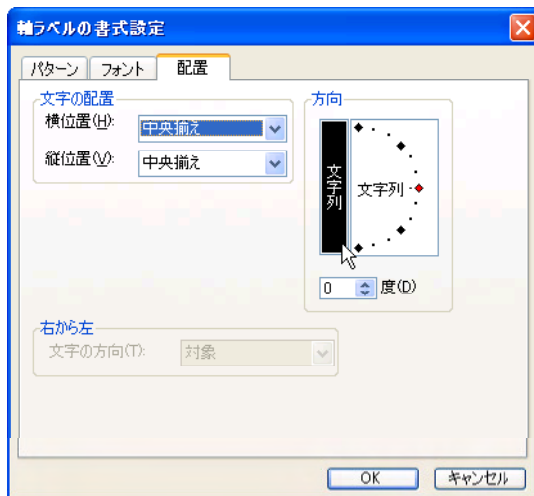 軸ラベルの書式設定
パターン フォント 配置
文字の配置
横位置(H): 中央揃え
縦位置(V): 中央揃え
方向
文字列
文字列
0 度(D)
右から左
文字の方向(T): 対象
OK キャンセル